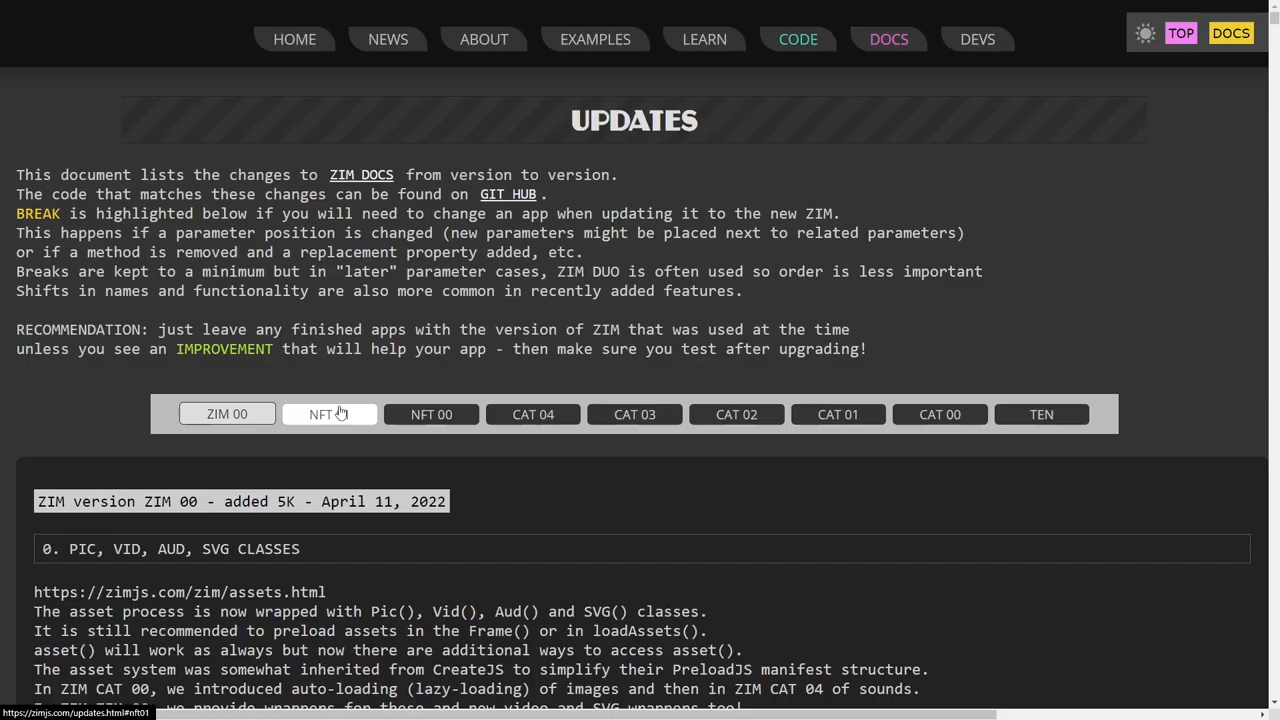 HOME NEWS ABOUT EXAMPLES LEARN CODE DOCS DEVS TOP DOCS
UPDATES
This document lists the changes to ZIM DOCS from version to version.
The code that matches these changes can be found on GIT HUB.
BREAK is highlighted below if you will need to change an app when updating it to the new ZIM.
This happens if a parameter position is changed (new parameters might be placed next to related parameters)
or if a method is removed and a replacement property added, etc.
Breaks are kept to a minimum but in "later" parameter cases, ZIM DUO is often used so order is less important
Shifts in names and functionality are also more common in recently added features.
RECOMMENDATION: just leave any finished apps with the version of ZIM that was used at the time
unless you see an IMPROVEMENT that will help your app - then make sure you test after upgrading!
ZIM 00 NFT NFT 00 CAT 04 CAT 03 CAT 02 CAT 01 CAT 00 TEN
ZIM version ZIM 00 - added 5K - April 11, 2022
0. PIC, VID, AUD, SVG CLASSES
https://zimjs.com/zim/assets.html
The asset process is now wrapped with Pic(), Vid(), Aud() and SVG() classes.
It is still recommended to preload assets in the Frame() or in loadAssets().
asset() will work as always but now there are additional ways to access asset().
The asset system was somewhat inherited from CreateJS to simplify their PreloadJS manifest structure.
In ZIM CAT 00, we introduced auto-loading (lazy-loading) of images and then in ZIM CAT 04 of sounds.
we provide wrappers for these and new video and SVG wrappers too!
https://zimjs.com/updates.html#nft01